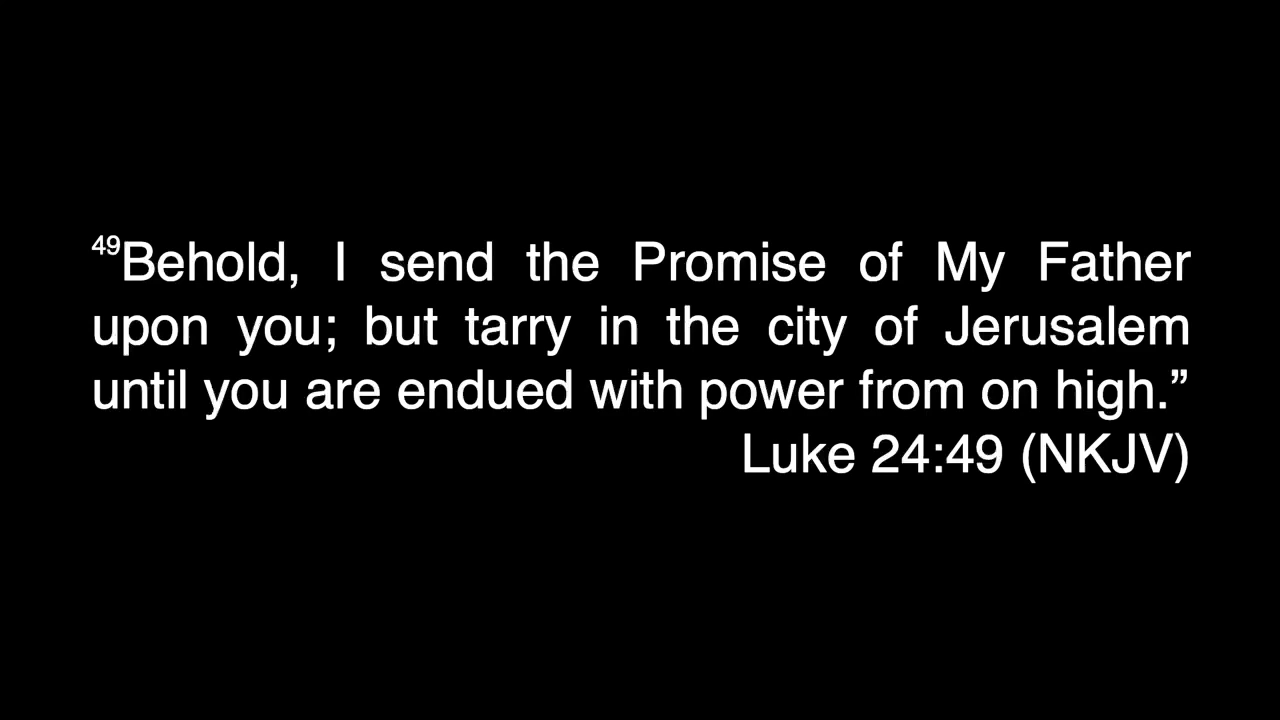 49Behold, I send the Promise of My Father
upon you; but tarry in the city of Jerusalem
until you are endued with power from on high.”
Luke 24:49 (NKJV)